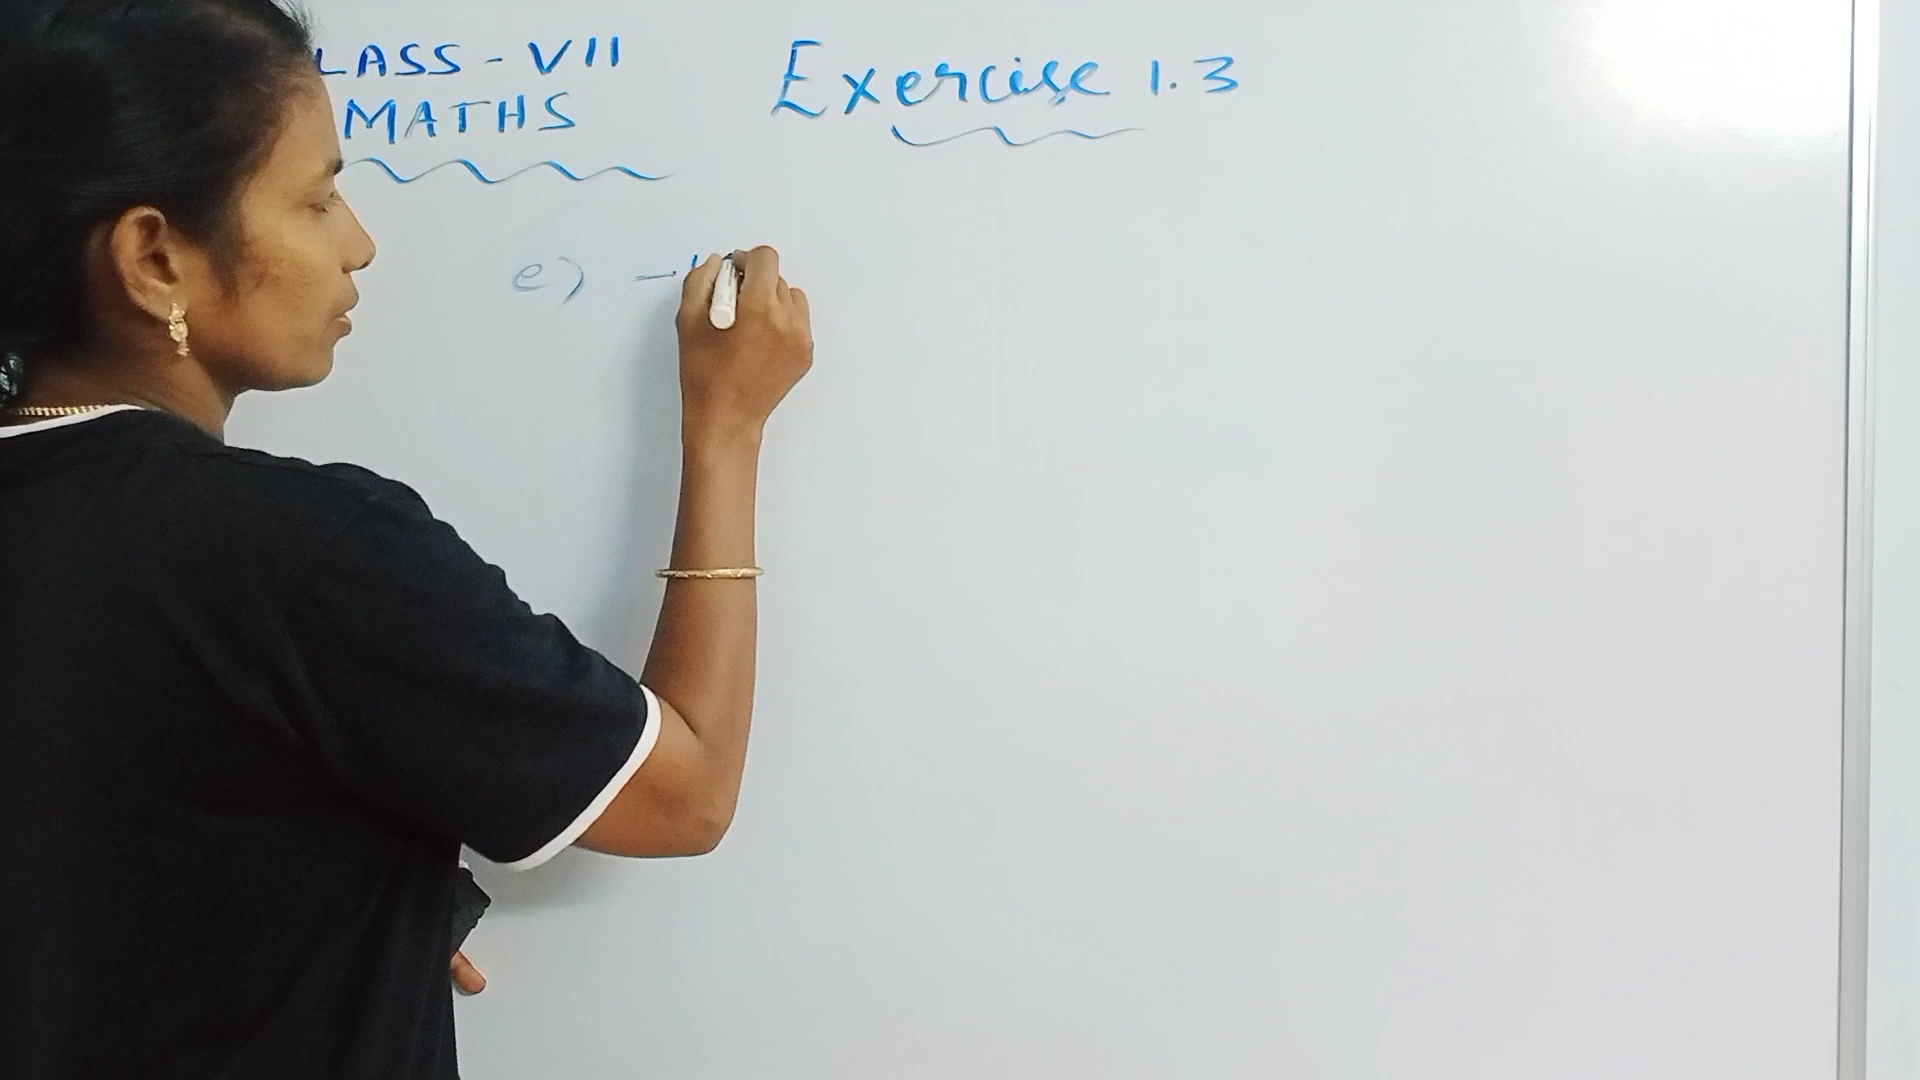 LASS - VII
MATHS
Exercise 1.3
e) -